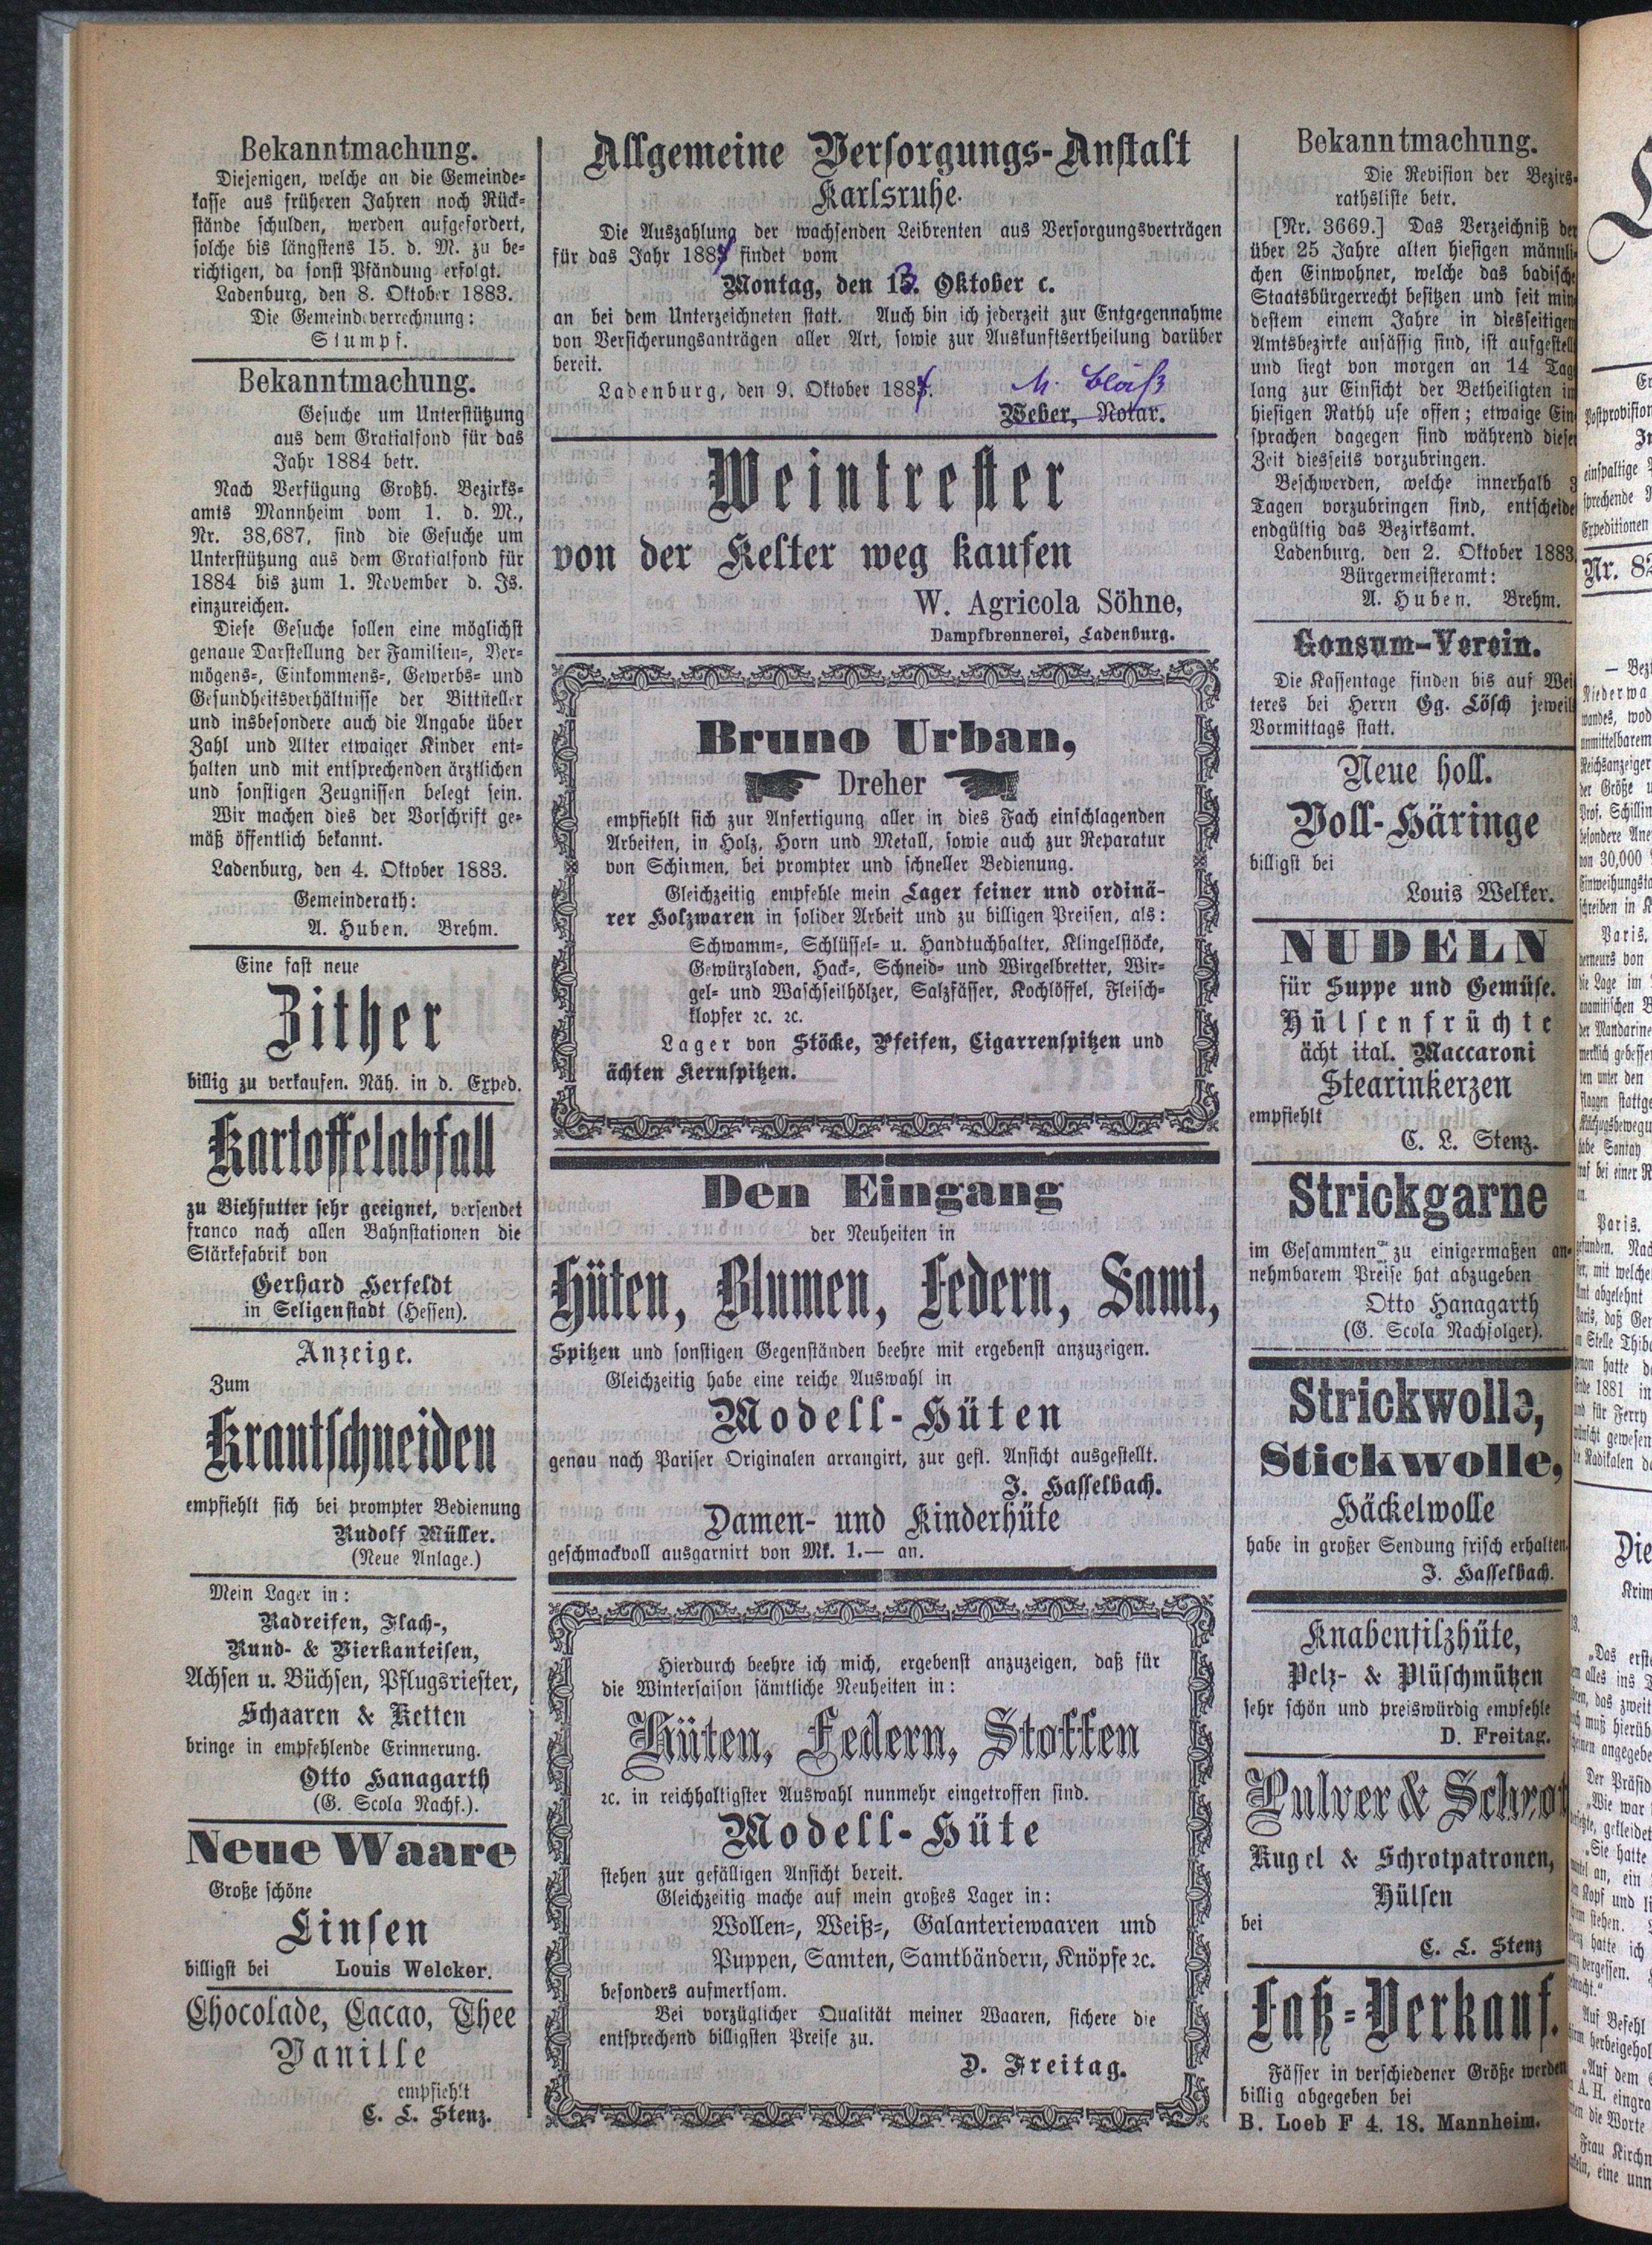 Bekanntmachung.
Diejenigen, welche an die Gemeinde-
kasse aus früheren Jahren noch Rück-
stände schulden, werden aufgefordert,
solche bis längstens 15. d. M. zu be-
richtigen, da sonst Pfändung erfolgt.
Ladenburg, den 8. Oktober 1883.
Die Gemeindeverrechnung:
Stumpf.
Bekanntmachung.
Gesuche um Unterstützung
aus dem Gratialfond für das
Jahr 1884 betr.
Nach Verfügung Großh. Bezirks-
amts Mannheim vom 1. d. M.,
Nr. 38,687, sind die Gesuche um
Unterstützung aus dem Gratialfond für
1884 bis zum 1. November d. Js.
einzureichen.
Diese Gesuche sollen eine möglichst
genaue Darstellung der Familien-, Ver-
mögens-, Einkommens-, Gewerbs- und
Gesundheitsverhältnisse der Bittsteller
und insbesondere auch die Angabe über
Zahl und Alter etwaiger Kinder ent-
halten und mit entsprechenden ärztlichen
und sonstigen Zeugnissen belegt sein.
Wir machen dies der Vorschrift ge-
mäß öffentlich bekannt.
Ladenburg, den 4. Oktober 1883.
Gemeinderath:
A. Huben. Brehm.
Eine fast neue
Zither
billig zu verkaufen. Näh. in d. Exped.
Kartoffelabfall
zu Viehfutter sehr geeignet, versendet
franco nach allen Bahnstationen die
Stärkefabrik von
Gerhard Herfeldt
in Seligenstadt (Hessen).
Anzeige.
Zum
Krautschneiden
empfiehlt sich bei prompter Bedienung
Rudolf Müller.
(Neue Anlage.)
Mein Lager in:
Radreifen, Flach-,
Rund- & Vierkanteisen,
Achsen u. Büchsen, Pflugsriester,
Schaaren & Ketten
bringe in empfehlende Erinnerung.
Otto Hanagarth
(G. Scola Nachf.).
Neue Waare
Große schöne
Linsen
billigst bei Louis Welcker.
Chocolade, Cacao, Thee
Vanille
empfiehlt
C. L. Stenz.
Allgemeine Versorgungs-Anstalt
Karlsruhe.
Die Auszahlung der wachsenden Leibrenten aus Versorgungsverträgen
für das Jahr 1884 findet vom
Montag, den 13. Oktober c.
an bei dem Unterzeichneten statt. Auch bin ich jederzeit zur Entgegennahme
von Versicherungsanträgen aller Art, sowie zur Auskunftsertheilung darüber
bereit.
Ladenburg, den 9. Oktober 1884. M. Blaiß
Weber, Notar.
Weintrester
von der Kelter weg kaufen
W. Agricola Söhne,
Dampfbrennerei, Ladenburg.
Bruno Urban,
Dreher
empfiehlt sich zur Anfertigung aller in dies Fach einschlagenden
Arbeiten, in Holz, Horn und Metall, sowie auch zur Reparatur
von Schirmen, bei prompter und schneller Bedienung.
Gleichzeitig empfehle mein Lager feiner und ordinä-
rer Holzwaren in solider Arbeit und zu billigen Preisen, als:
Schwamm-, Schlüssel- u. Handtuchhalter, Klingelstöcke,
Gewürzladen, Hack-, Schneid- und Wirgelbretter, Wir-
gel- und Waschseilhölzer, Salzfässer, Kochlöffel, Fleisch-
klopfer ꝛc. ꝛc.
Lager von Stöcke, Pfeifen, Cigarrenspitzen und
ächten Kernspitzen.
Den Eingang
der Neuheiten in
Hüten, Blumen, Federn, Samt,
Spitzen und sonstigen Gegenständen beehre mit ergebenst anzuzeigen.
Gleichzeitig habe eine reiche Auswahl in
Modell-Hüten
genau nach Pariser Originalen arrangirt, zur gefl. Ansicht ausgestellt.
J. Hasselbach.
Damen- und Kinderhüte
geschmackvoll ausgarnirt von Mk. 1.— an.
Hierdurch beehre ich mich, ergebenst anzuzeigen, daß für
die Wintersaison sämtliche Neuheiten in:
Hüten, Federn, Stoffen
ꝛc. in reichhaltigster Auswahl nunmehr eingetroffen sind.
Modell-Hüte
stehen zur gefälligen Ansicht bereit.
Gleichzeitig mache auf mein großes Lager in:
Wollen-, Weiß-, Galanteriewaaren und
Puppen, Samten, Samtbändern, Knöpfe ꝛc.
besonders aufmerksam.
Bei vorzüglicher Qualität meiner Waaren, sichere die
entsprechend billigsten Preise zu.
D. Freitag.
Bekanntmachung.
Die Revision der Bezirs-
rathsliste betr.
[Nr. 3669.] Das Verzeichniß der
über 25 Jahre alten hiesigen männli-
chen Einwohner, welche das badische
Staatsbürgerrecht besitzen und seit min
destem einem Jahre in diesseitigen
Amtsbezirke ansässig sind, ist aufgestell
und liegt von morgen an 14 Tag
lang zur Einsicht der Betheiligten im
hiesigen Rathh use offen; etwaige Ein
sprachen dagegen sind während dieser
Zeit diesseits vorzubringen.
Beschwerden, welche innerhalb 3
Tagen vorzubringen sind, entscheide
endgültig das Bezirksamt.
Ladenburg, den 2. Oktober 1883.
Bürgermeisteramt:
A. Huben. Brehm.
Consum-Verein.
Die Kassentage finden bis auf Wei
teres bei Herrn Gg. Lösch jeweil
Vormittags statt.
Neue holl.
Voll-Häringe
billigst bei
Louis Welker.
NUDELN
für Suppe und Gemüse.
Hülsenfrüchte
ächt ital. Maccaroni
Stearinkerzen
empfiehlt
C. L. Stenz.
Strickgarne
im Gesammten zu einigermaßen an-
nehmbarem Preise hat abzugeben
Otto Hanagarth
(G. Scola Nachfolger).
Strickwolle,
Stickwolle,
Häckelwolle
habe in großer Sendung frisch erhalten.
J. Hasselbach.
Knabenfilzhüte,
Pelz- & Plüschmützen
sehr schön und preiswürdig empfehle
D. Freitag.
Pulver & Schrot
Kugel & Schrotpatronen,
Hülsen
bei
C. L. Stenz
Faß-Verkauf.
Fässer in verschiedener Größe werden
billig abgegeben bei
B. Loeb F 4. 18. Mannheim.
Nr. 82